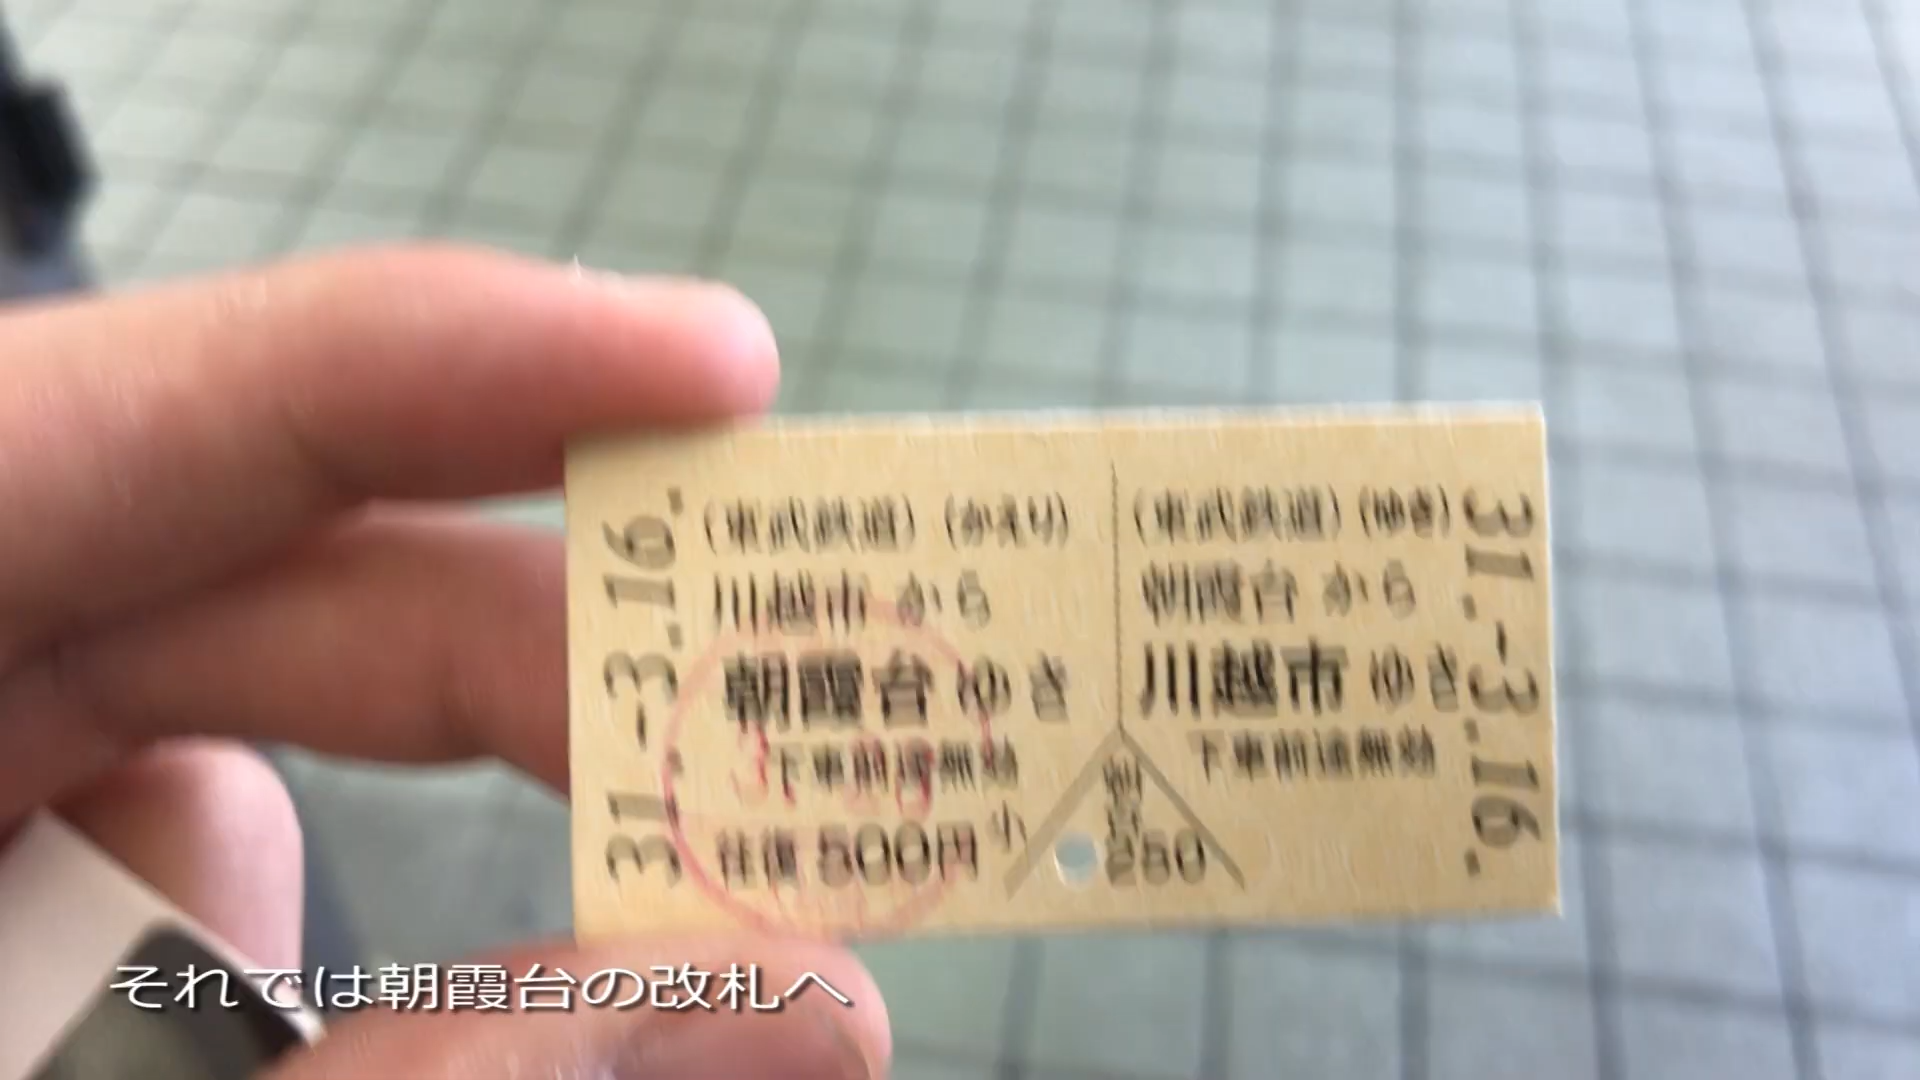 31.-3.16.
(東武鉄道) (かえり)
川越市 から
朝霞台 ゆき
下車前途無効
往復 500円
小
(東武鉄道) (ゆき)
朝霞台 から
川越市 ゆき
下車前途無効
250
31.-3.16.
それでは朝霞台の改札へ